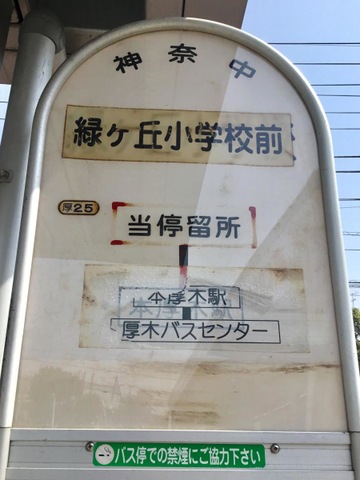 神奈中
緑ヶ丘小学校前
厚25
当停留所
本厚木駅
厚木バスセンター
バス停での禁煙にご協力下さい